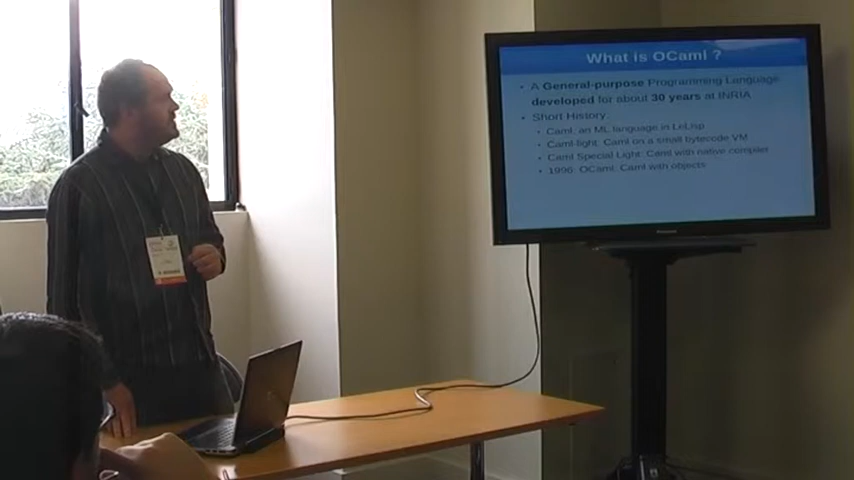 What is OCaml ?
• A General-purpose Programming Language
developed for about 30 years at INRIA
• Short History
• Caml, an ML language in LeLisp
• Caml-light: Caml on a small bytecode VM
• Caml Special Light: Caml with native compiler
• 1996: OCaml: Caml with objects
Panasonic